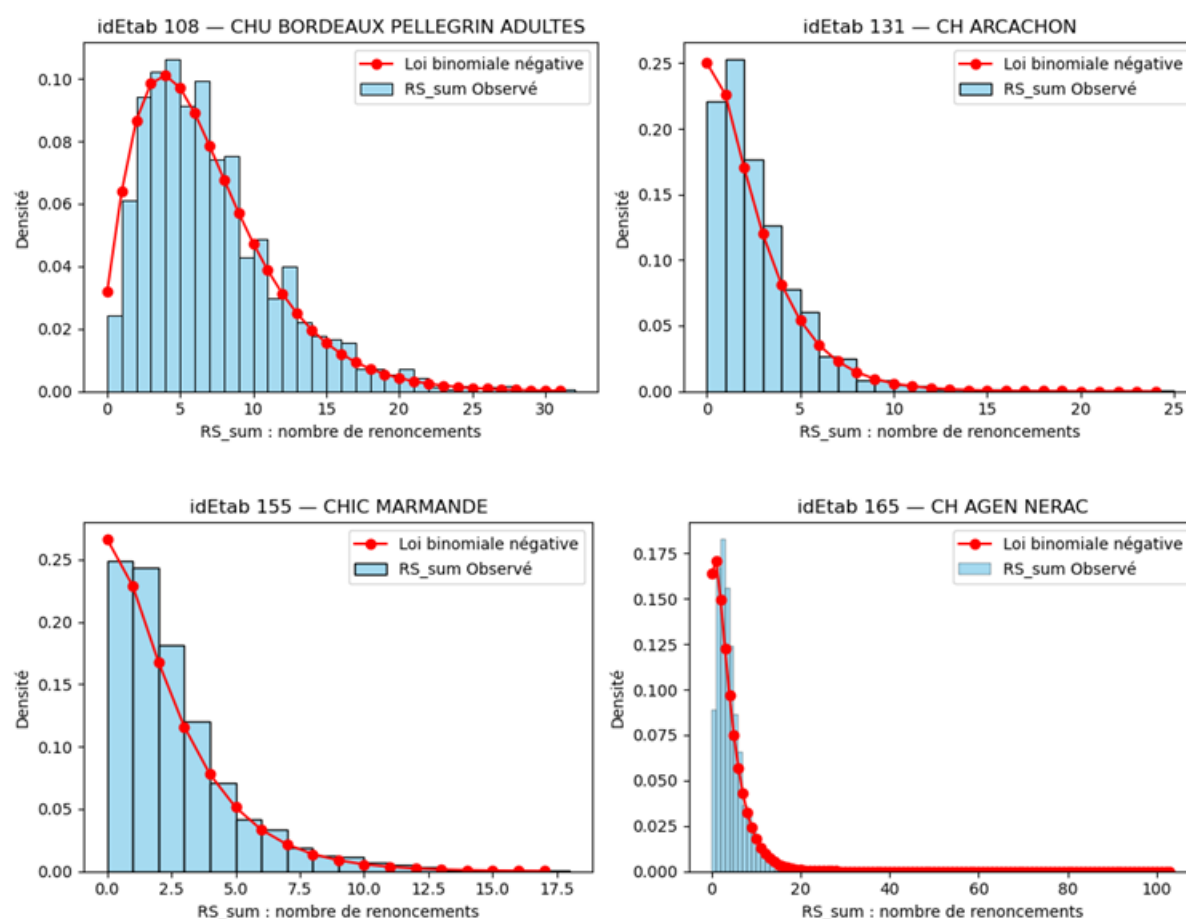 idEtab 108 — CHU BORDEAUX PELLEGRIN ADULTES
Loi binomiale négative
RS_sum Observé
Densité
0.10
0.08
0.06
0.04
0.02
0.00
0 5 10 15 20 25 30
RS_sum : nombre de renoncements
idEtab 131 — CH ARCACHON
Loi binomiale négative
RS_sum Observé
Densité
0.25
0.20
0.15
0.10
0.05
0.00
0 5 10 15 20 25
RS_sum : nombre de renoncements
idEtab 155 — CHIC MARMANDE
Loi binomiale négative
RS_sum Observé
Densité
0.25
0.20
0.15
0.10
0.05
0.00
0.0 2.5 5.0 7.5 10.0 12.5 15.0 17.5
RS_sum : nombre de renoncements
idEtab 165 — CH AGEN NERAC
Loi binomiale négative
RS_sum Observé
Densité
0.175
0.150
0.125
0.100
0.075
0.050
0.025
0.000
0 20 40 60 80 100
RS_sum : nombre de renoncements